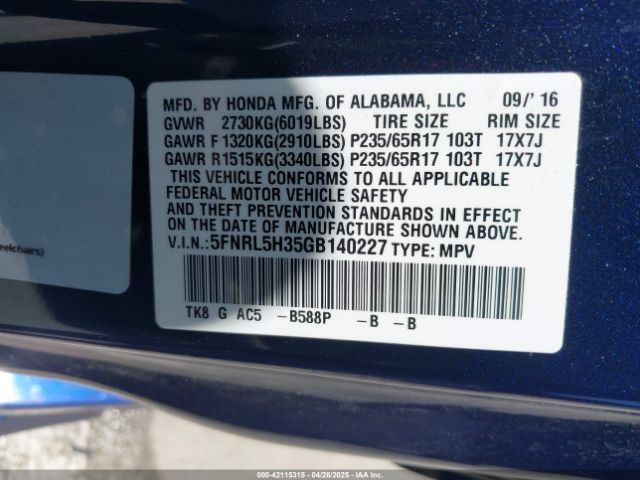 MFD. BY HONDA MFG. OF ALABAMA, LLC 09/' 16
GVWR 2730KG(6019LBS) TIRE SIZE RIM SIZE
GAWR F 1320KG(2910LBS) P235/65R17 103T 17X7J
GAWR R1515KG(3340LBS) P235/65R17 103T 17X7J
THIS VEHICLE CONFORMS TO ALL APPLICABLE
FEDERAL MOTOR VEHICLE SAFETY
AND THEFT PREVENTION STANDARDS IN EFFECT
ON THE DATE OF MANUFACTURE SHOWN ABOVE.
V.I.N.:5FNRL5H35GB140227 TYPE: MPV
TK8 G AC5 -B588P -B -B
eelchairs)
000-42115315 - 04/28/2025 - IAA Inc.